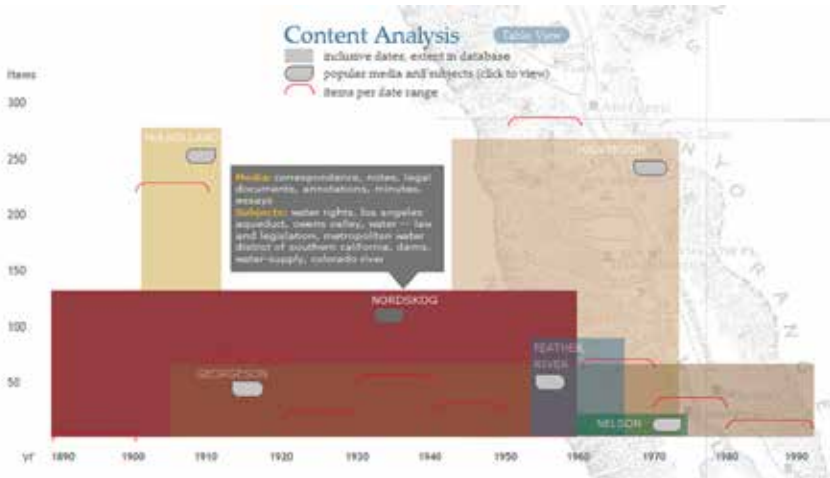 Content Analysis
Table View
inclusive dates, extent in database
popular media and subjects (click to view)
items per date range
Items
300
250
200
150
100
50
Media: correspondence, notes, legal
documents, annotations, minutes,
essays
Subjects: water rights, los angeles
aqueduct, owens valley, water -- law
and legislation, metropolitan water
district of southern california, dams,
water-supply, colorado river
NORDSKOG
FEATHER
RIVER
GEORGESON
NELSON
yr 1890 1900 1910 1920 1930 1940 1950 1960 1970 1980 1990